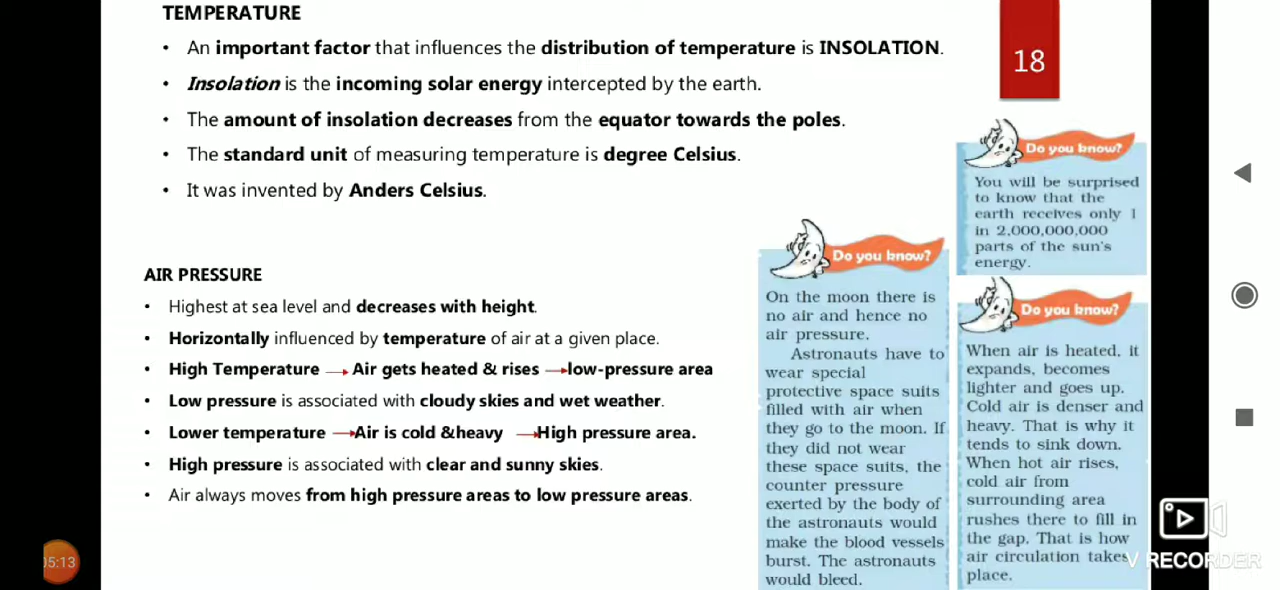 TEMPERATURE
• An important factor that influences the distribution of temperature is INSOLATION.
• Insolation is the incoming solar energy intercepted by the earth.
• The amount of insolation decreases from the equator towards the poles.
• The standard unit of measuring temperature is degree Celsius.
• It was invented by Anders Celsius.
AIR PRESSURE
• Highest at sea level and decreases with height.
• Horizontally influenced by temperature of air at a given place.
• High Temperature → Air gets heated & rises → low-pressure area
• Low pressure is associated with cloudy skies and wet weather.
• Lower temperature → Air is cold &heavy → High pressure area.
• High pressure is associated with clear and sunny skies.
• Air always moves from high pressure areas to low pressure areas.
18
Do you know?
You will be surprised
to know that the
earth receives only 1
in 2,000,000,000
parts of the sun's
energy.
Do you know?
On the moon there is
no air and hence no
air pressure.
Astronauts have to
wear special
protective space suits
filled with air when
they go to the moon. If
they did not wear
these space suits, the
counter pressure
exerted by the body of
the astronauts would
make the blood vessels
burst. The astronauts
would bleed.
Do you know?
When air is heated, it
expands, becomes
lighter and goes up.
Cold air is denser and
heavy. That is why it
tends to sink down.
When hot air rises,
cold air from
surrounding area
rushes there to fill in
the gap. That is how
air circulation takes
place.
05:13
V RECORDER